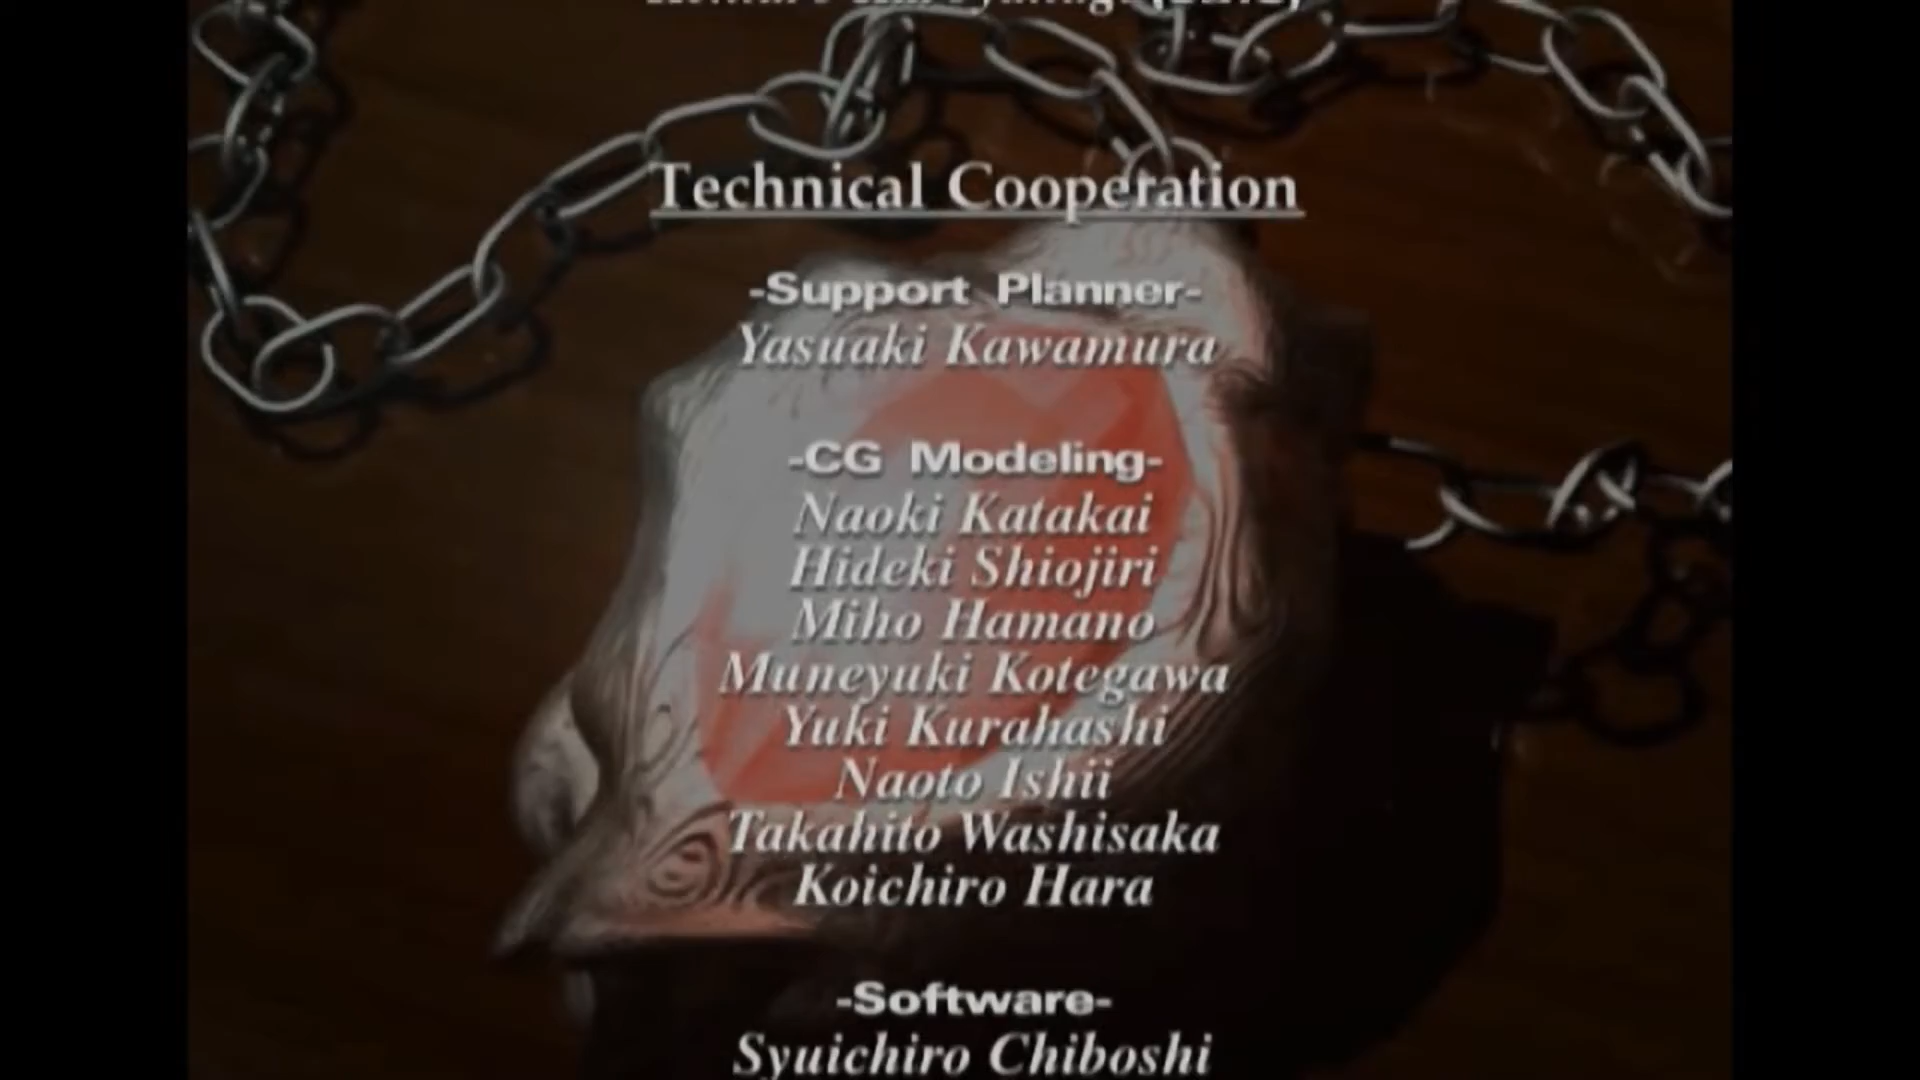 Technical Cooperation
-Support Planner-
Yasuaki Kawamura
-CG Modeling-
Naoki Katakai
Hideki Shiojiri
Miho Hamano
Muneyuki Kotegawa
Yuki Kurahashi
Naoto Ishii
Takahito Washisaka
Koichiro Hara
-Software-
Syuichiro Chiboshi